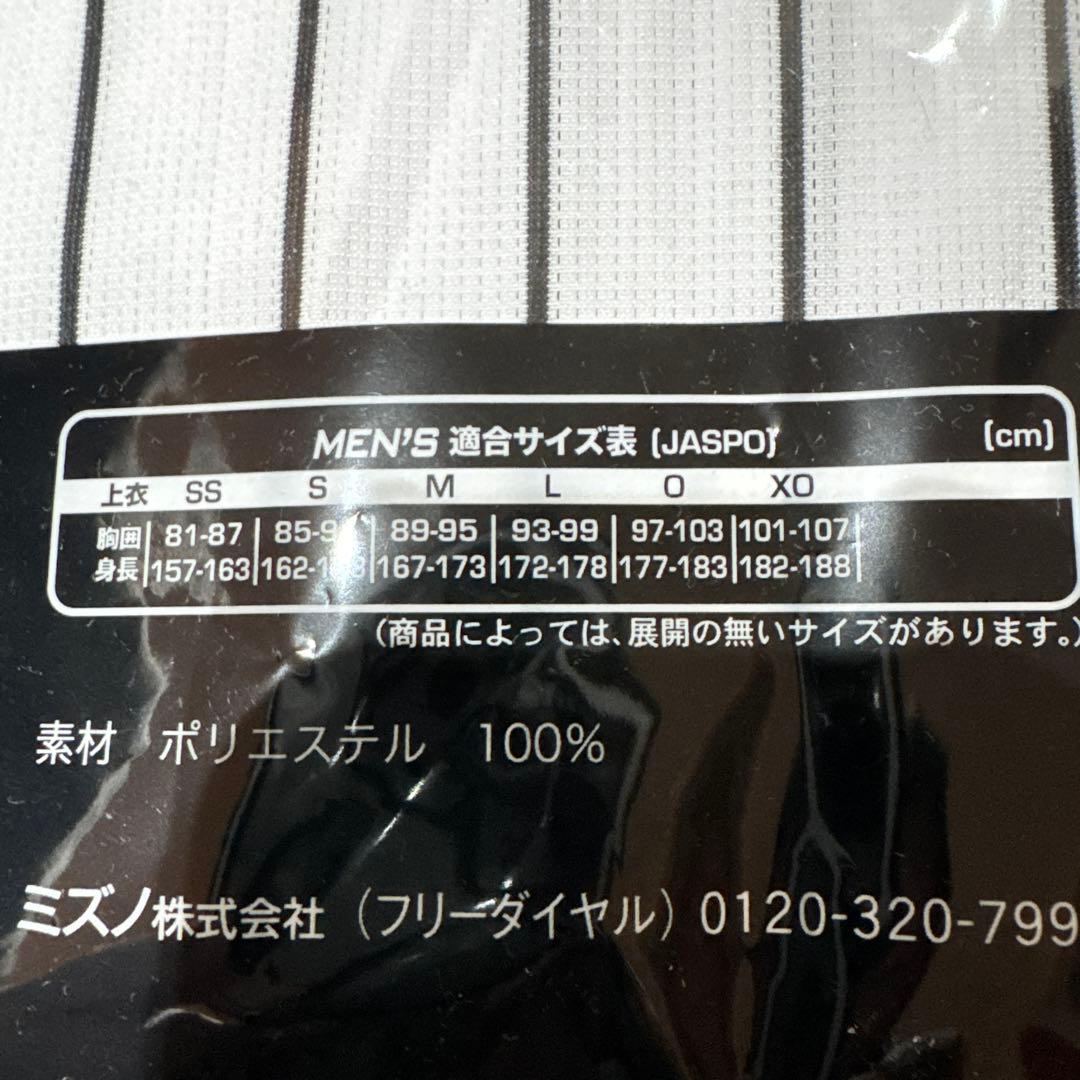 MEN'S 適合サイズ表 (JASPO) (cm)
上衣 SS S M L O XO
胸囲 81-87 89-95 93-99 97-103 101-107
身長 157-163 167-173 172-178 177-183 182-188
(商品によっては、展開の無いサイズがあります。)
素材 ポリエステル 100%
ミズノ株式会社 (フリーダイヤル) 0120-320-799